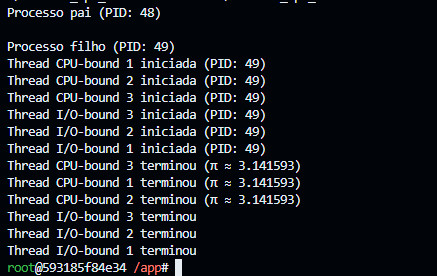 Processo pai (PID: 48)
Processo filho (PID: 49)
Thread CPU-bound 1 iniciada (PID: 49)
Thread CPU-bound 2 iniciada (PID: 49)
Thread CPU-bound 3 iniciada (PID: 49)
Thread I/O-bound 3 iniciada (PID: 49)
Thread I/O-bound 2 iniciada (PID: 49)
Thread I/O-bound 1 iniciada (PID: 49)
Thread CPU-bound 3 terminou (π ≈ 3.141593)
Thread CPU-bound 1 terminou (π ≈ 3.141593)
Thread CPU-bound 2 terminou (π ≈ 3.141593)
Thread I/O-bound 3 terminou
Thread I/O-bound 2 terminou
Thread I/O-bound 1 terminou
root@593185f84e34 /app#